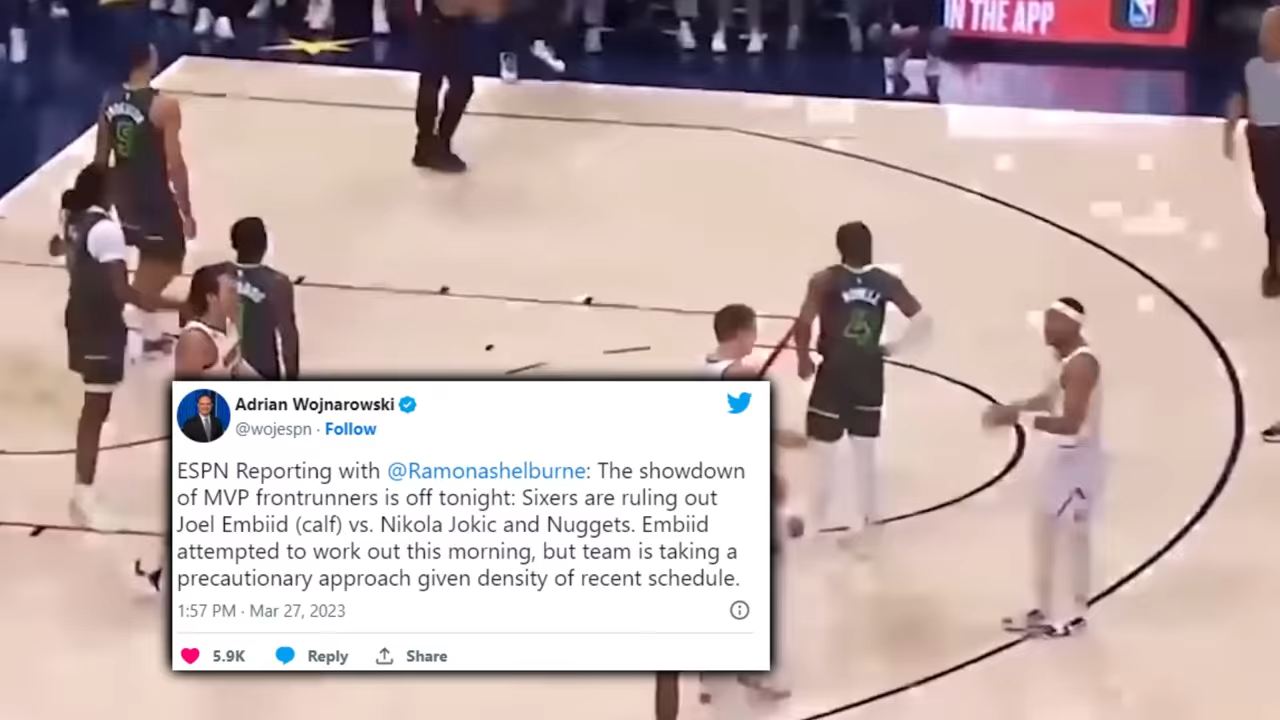 IN THE APP
5
4
Adrian Wojnarowski
@wojespn · Follow
ESPN Reporting with @Ramonashelburne: The showdown
of MVP frontrunners is off tonight: Sixers are ruling out
Joel Embiid (calf) vs. Nikola Jokic and Nuggets. Embiid
attempted to work out this morning, but team is taking a
precautionary approach given density of recent schedule.
1:57 PM · Mar 27, 2023
5.9K Reply Share